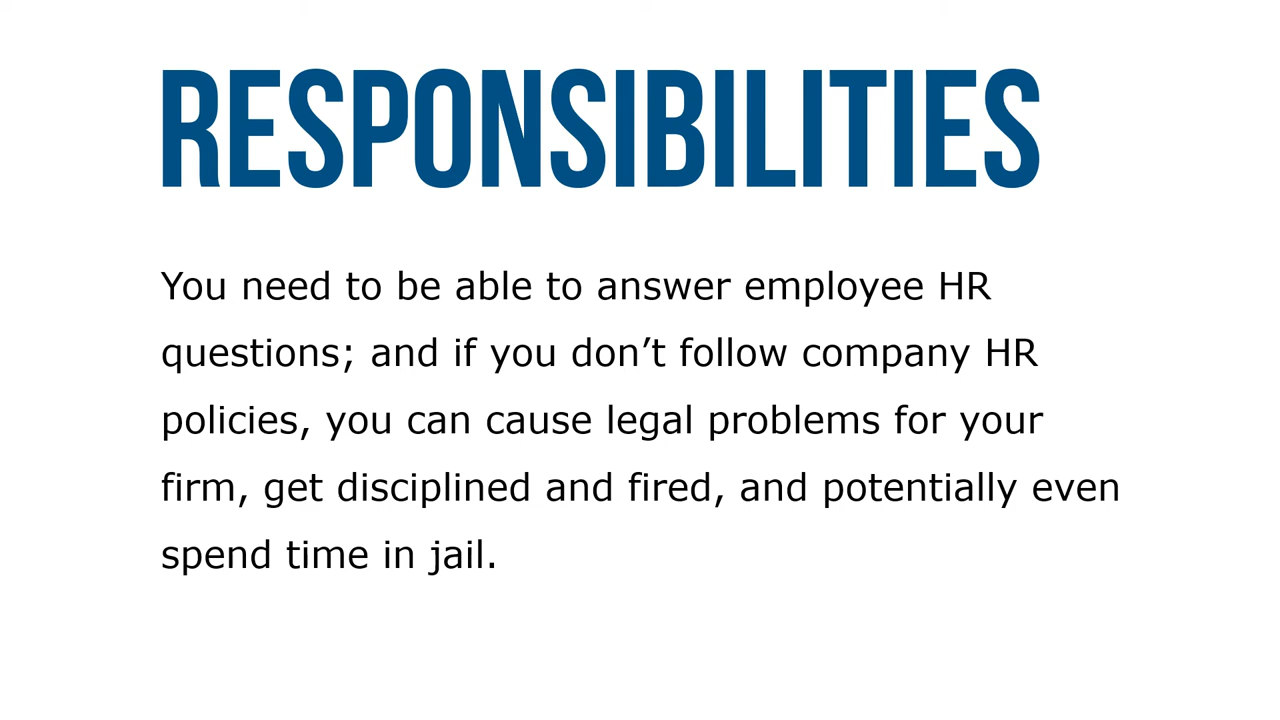 RESPONSIBILITIES
You need to be able to answer employee HR
questions; and if you don’t follow company HR
policies, you can cause legal problems for your
firm, get disciplined and fired, and potentially even
spend time in jail.